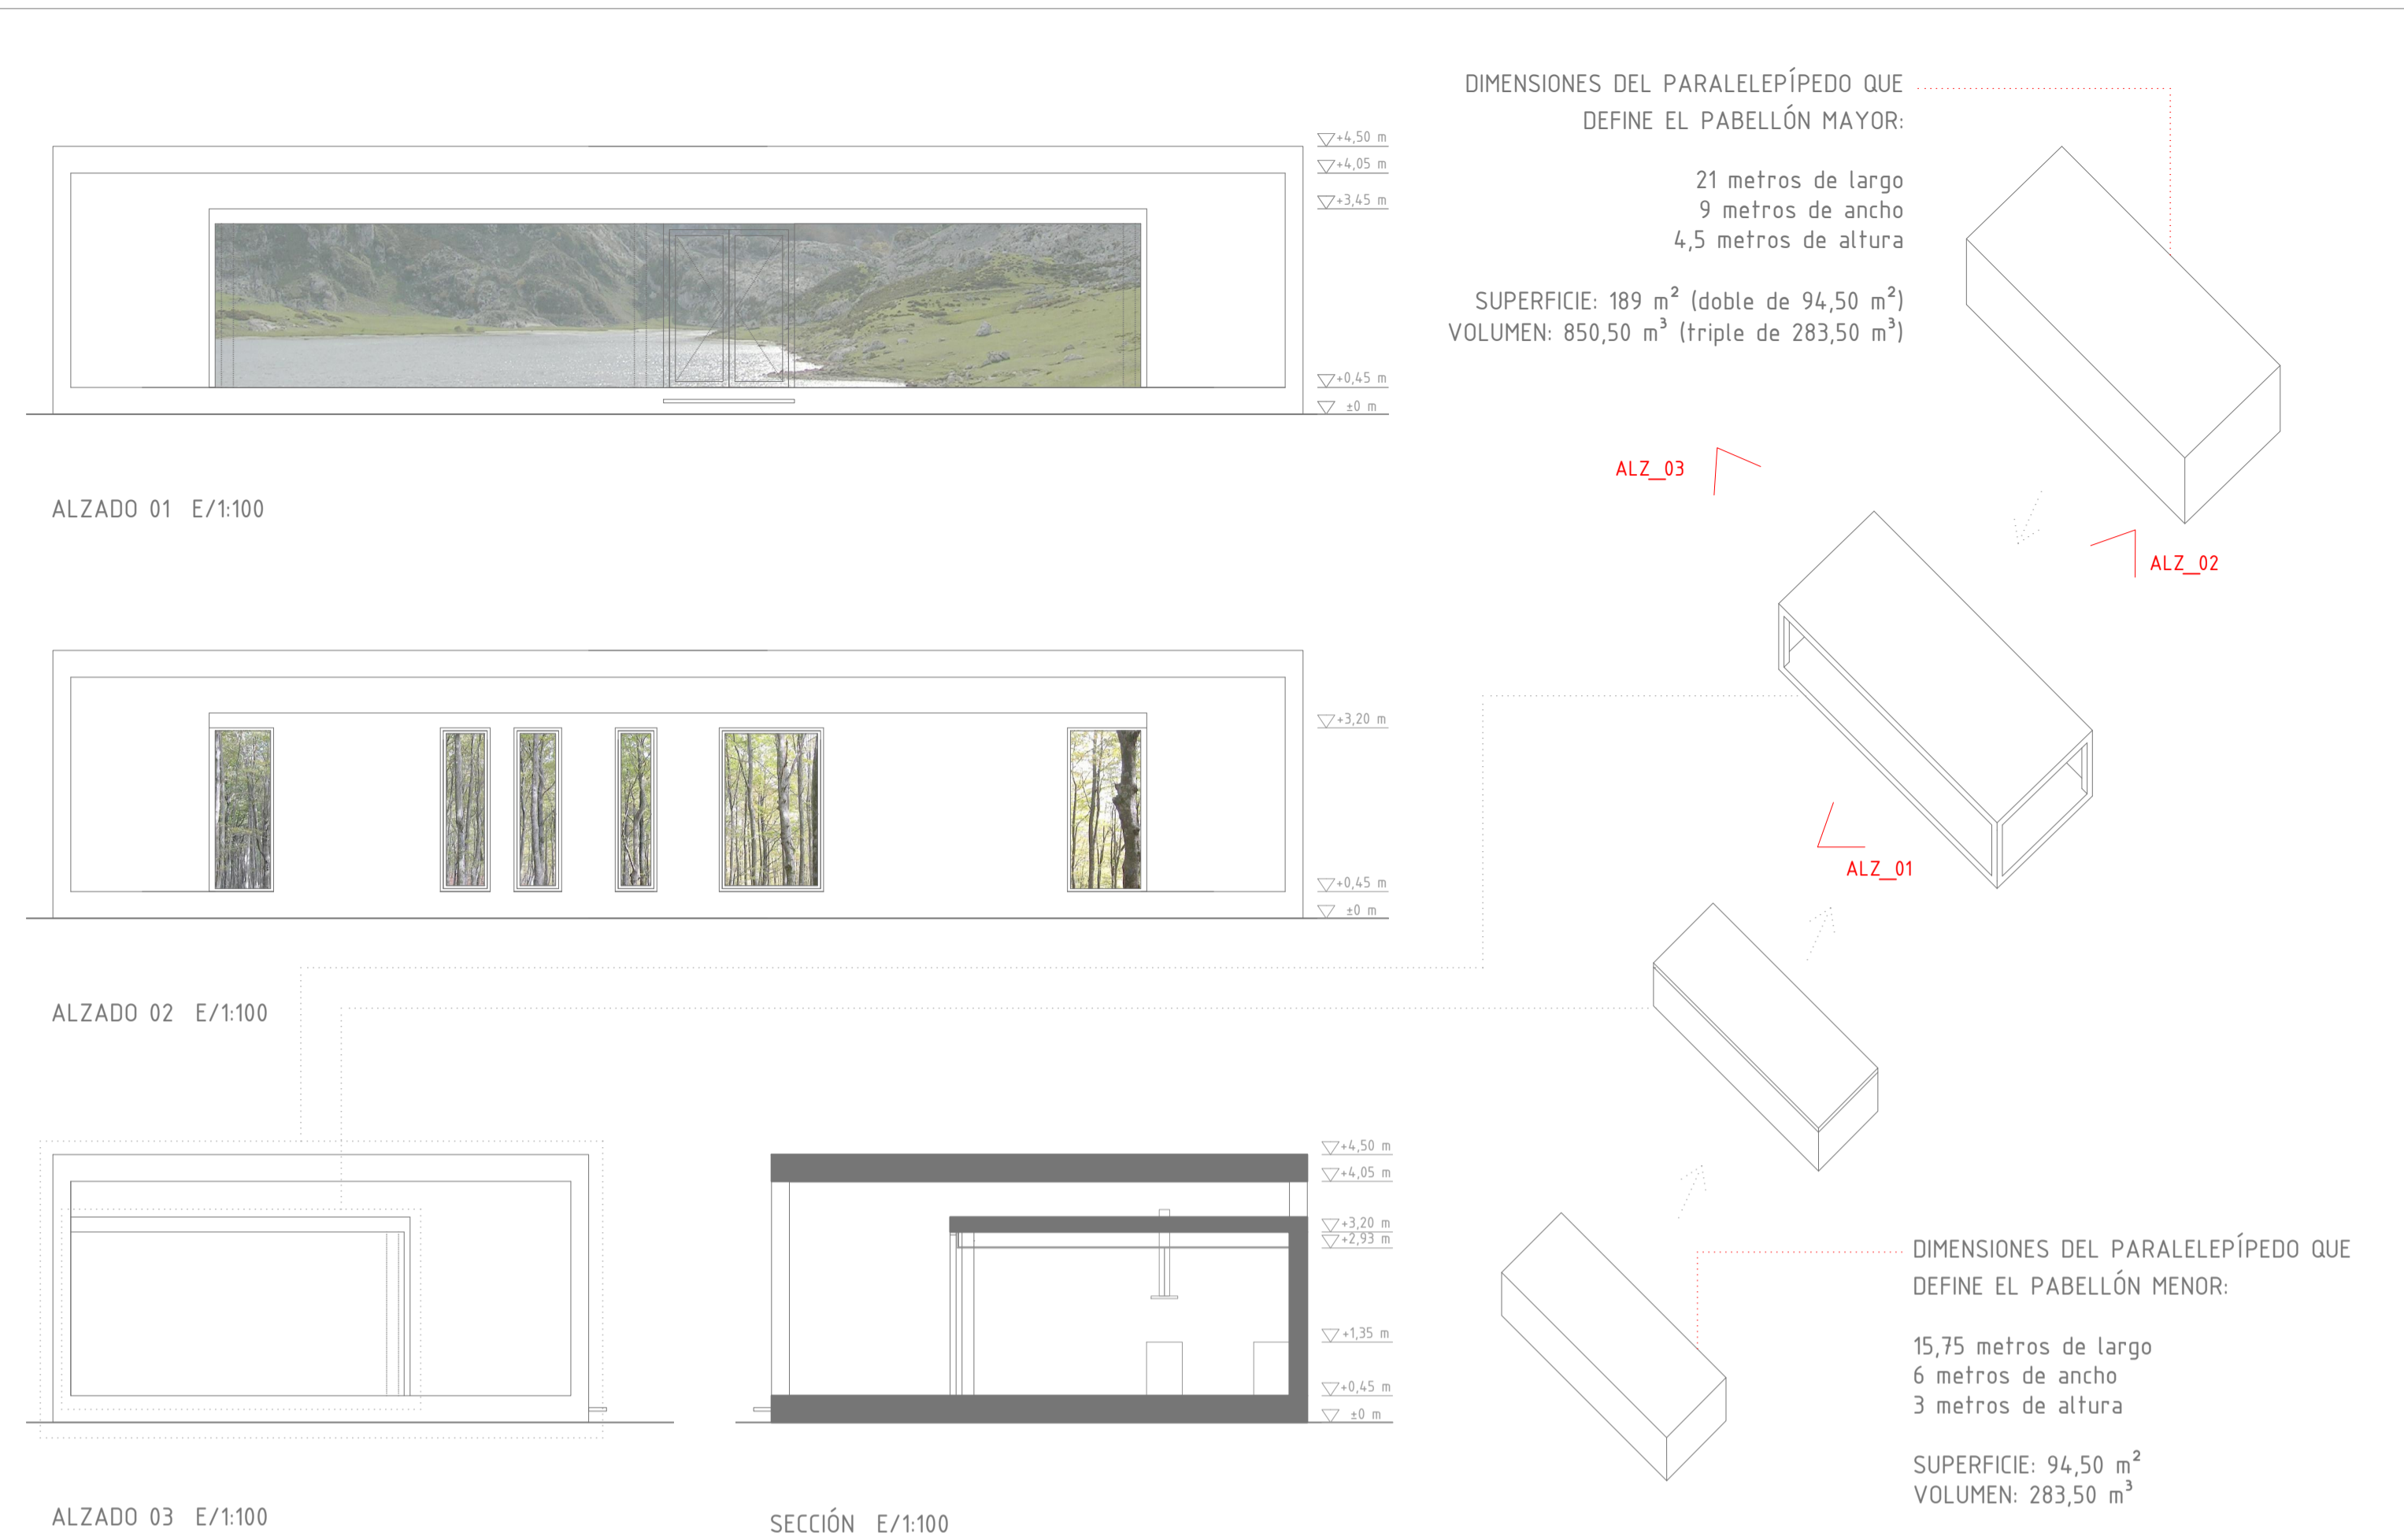 DIMENSIONES DEL PARALELEPÍPEDO QUE
DEFINE EL PABELLÓN MAYOR:
21 metros de largo
9 metros de ancho
4,5 metros de altura
SUPERFICIE: 189 m² (doble de 94,50 m²)
VOLUMEN: 850,50 m³ (triple de 283,50 m³)
+4,50 m
+4,05 m
+3,45 m
+0,45 m
±0 m
ALZADO 01 E/1:100
ALZ_03
ALZ_02
ALZ_01
+3,20 m
+0,45 m
±0 m
ALZADO 02 E/1:100
+4,50 m
+4,05 m
+3,20 m
+2,93 m
+1,35 m
+0,45 m
±0 m
ALZADO 03 E/1:100
SECCIÓN E/1:100
DIMENSIONES DEL PARALELEPÍPEDO QUE
DEFINE EL PABELLÓN MENOR:
15,75 metros de largo
6 metros de ancho
3 metros de altura
SUPERFICIE: 94,50 m²
VOLUMEN: 283,50 m³